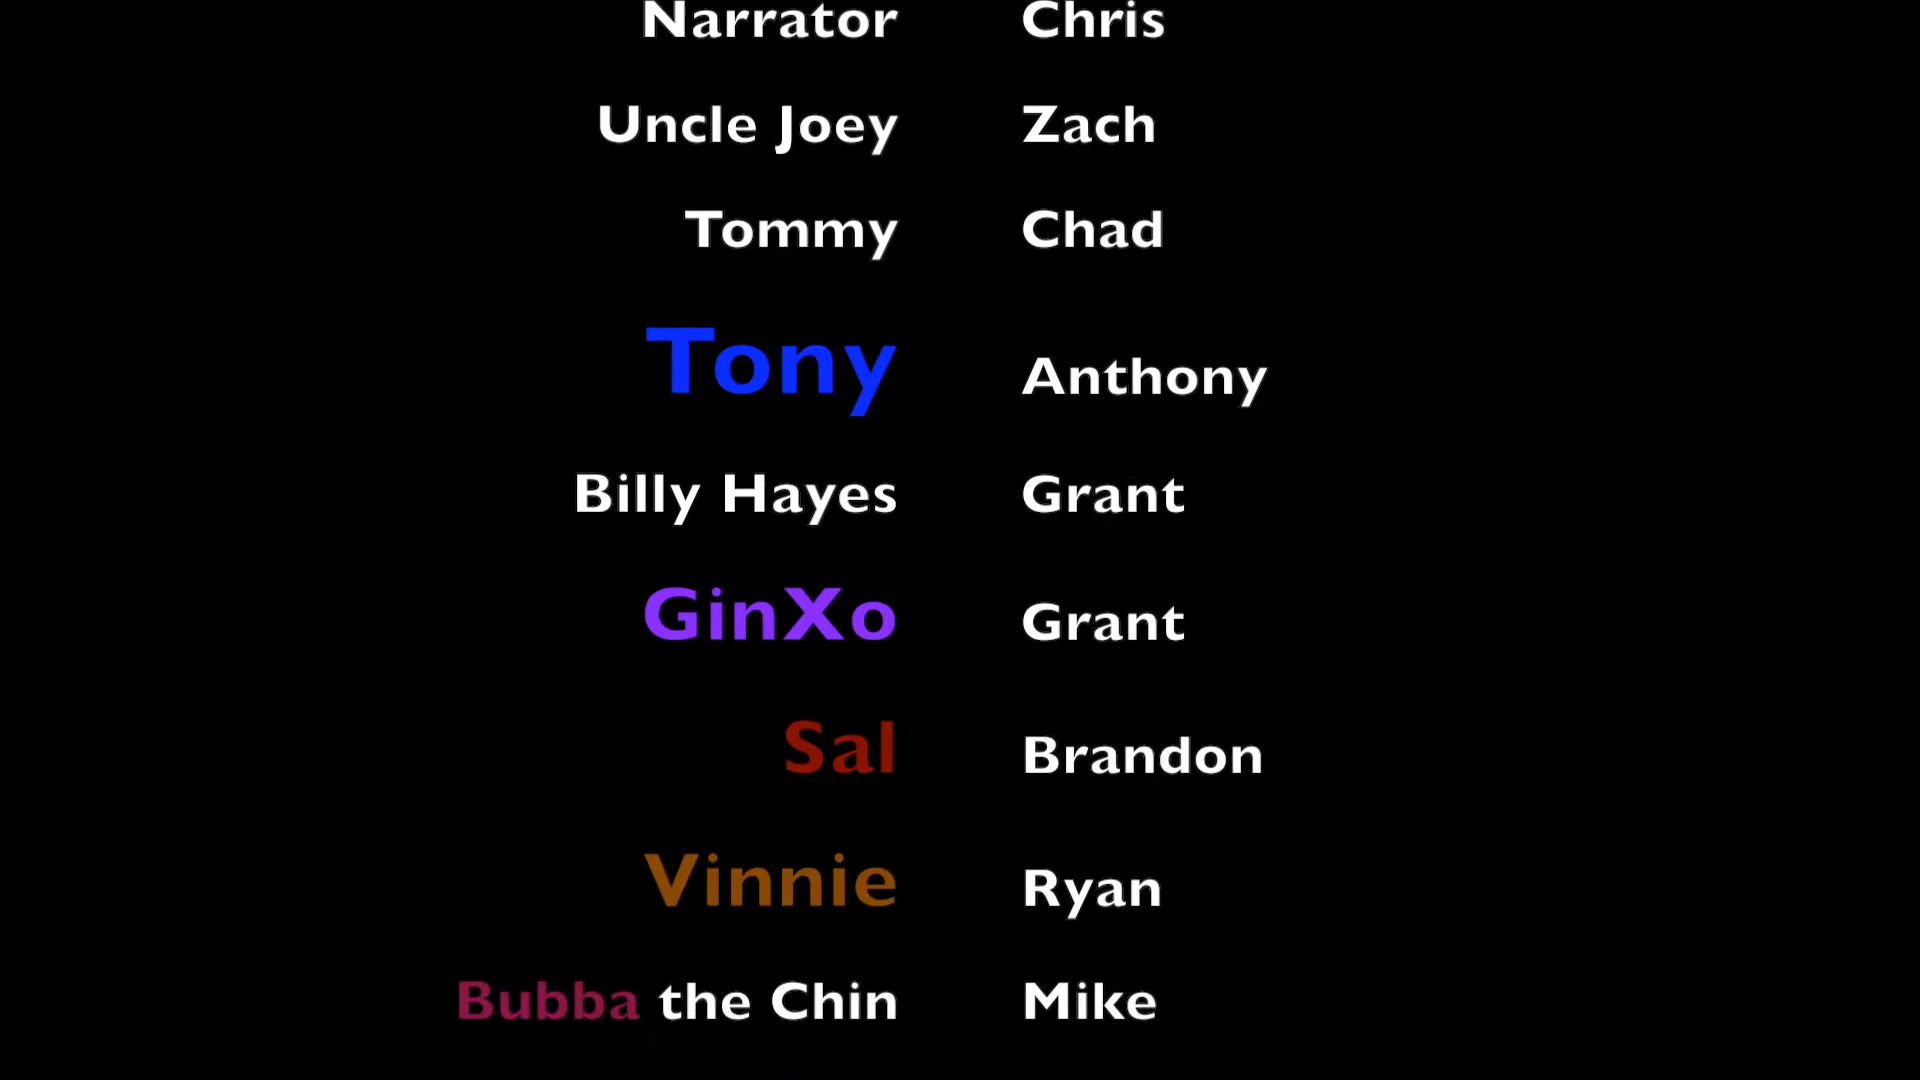 Narrator Chris
Uncle Joey Zach
Tommy Chad
Tony Anthony
Billy Hayes Grant
GinXo Grant
Sal Brandon
Vinnie Ryan
Bubba the Chin Mike